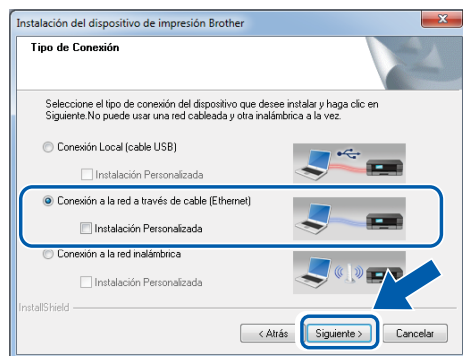 Instalación del dispositivo de impresión Brother
Tipo de Conexión
Seleccione el tipo de conexión del dispositivo que desee instalar y haga clic en
Siguiente.No puede usar una red cableada y otra inalámbrica a la vez.
Conexión Local (cable USB)
Instalación Personalizada
Conexión a la red a través de cable (Ethernet)
Instalación Personalizada
Conexión a la red inalámbrica
Instalación Personalizada
InstallShield
< Atrás Siguiente > Cancelar